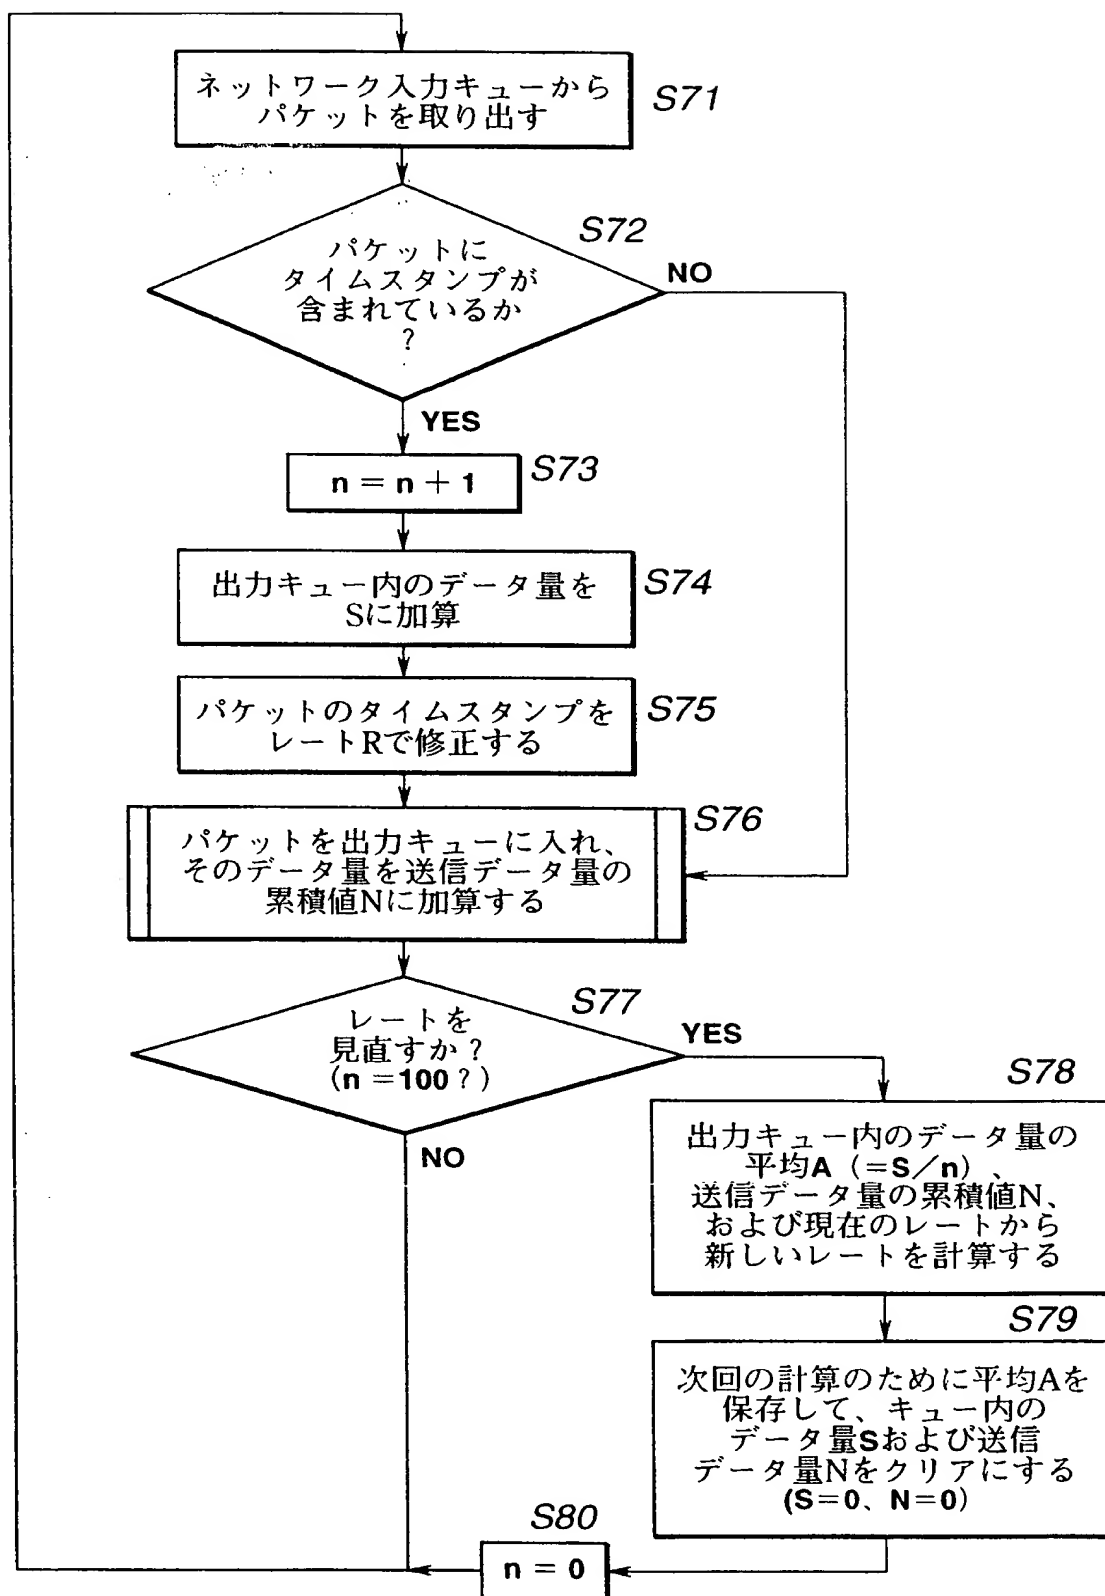 ネットワーク入力キューから
パケットを取り出す
S71
パケットに
タイムスタンプが
含まれているか
?
S72
NO
YES
n = n + 1
S73
出力キュー内のデータ量を
Sに加算
S74
パケットのタイムスタンプを
レートRで修正する
S75
パケットを出力キューに入れ、
そのデータ量を送信データ量の
累積値Nに加算する
S76
レートを
見直すか?
(n=100?)
S77
YES
NO
S78
出力キュー内のデータ量の
平均A (=S/n)、
送信データ量の累積値N、
および現在のレートから
新しいレートを計算する
S79
次回の計算のために平均Aを
保存して、キュー内の
データ量Sおよび送信
データ量Nをクリアにする
(S=0、N=0)
S80
n = 0